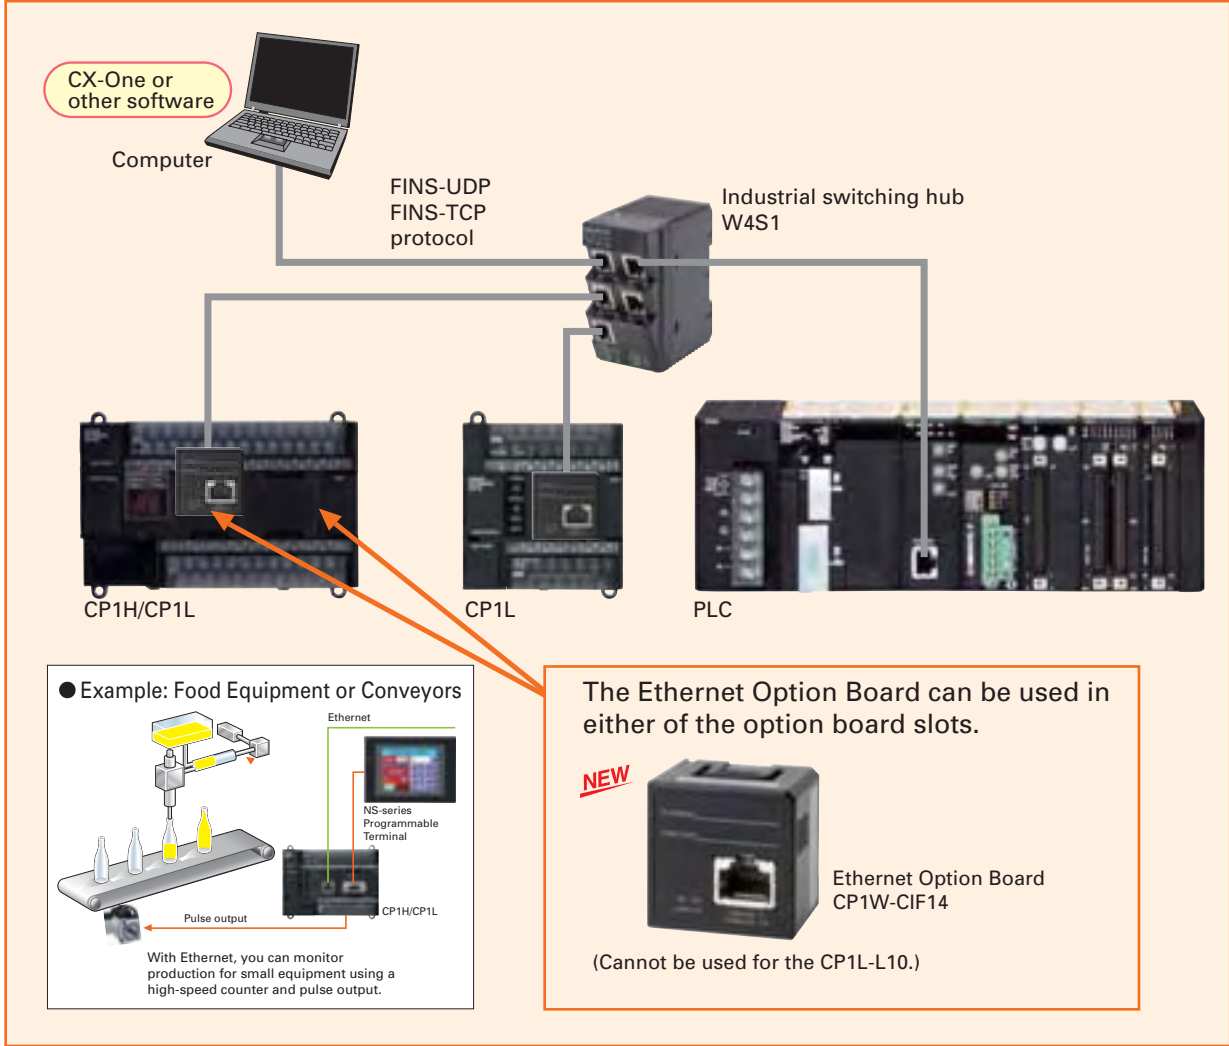 CX-One or
other software
Computer
FINS-UDP
FINS-TCP
protocol
Industrial switching hub
W4S1
CP1H/CP1L
CP1L
PLC
● Example: Food Equipment or Conveyors
Ethernet
NS-series
Programmable
Terminal
CP1H/CP1L
Pulse output
With Ethernet, you can monitor
production for small equipment using a
high-speed counter and pulse output.
The Ethernet Option Board can be used in
either of the option board slots.
NEW
Ethernet Option Board
CP1W-CIF14
(Cannot be used for the CP1L-L10.)